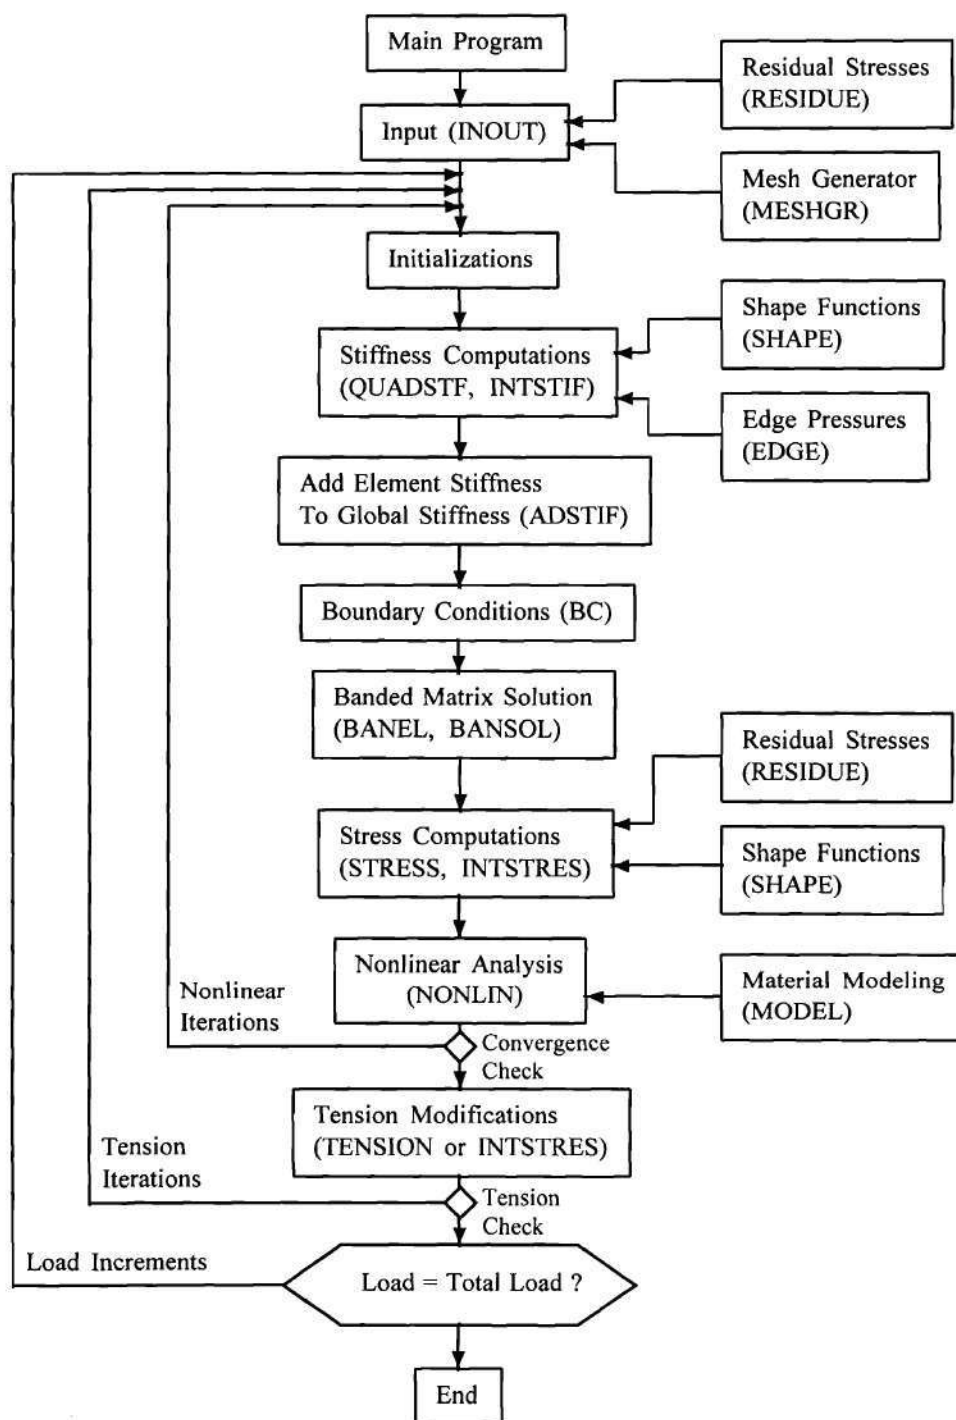 Main Program
Residual Stresses
(RESIDUE)
Input (INOUT)
Mesh Generator
(MESHGR)
Initializations
Shape Functions
(SHAPE)
Stiffness Computations
(QUADSTF, INTSTIF)
Edge Pressures
(EDGE)
Add Element Stiffness
To Global Stiffness (ADSTIF)
Boundary Conditions (BC)
Banded Matrix Solution
(BANEL, BANSOL)
Residual Stresses
(RESIDUE)
Stress Computations
(STRESS, INTSTRES)
Shape Functions
(SHAPE)
Nonlinear Analysis
(NONLIN)
Material Modeling
(MODEL)
Nonlinear
Iterations
Convergence
Check
Tension Modifications
(TENSION or INTSTRES)
Tension
Iterations
Tension
Check
Load Increments
Load = Total Load ?
End